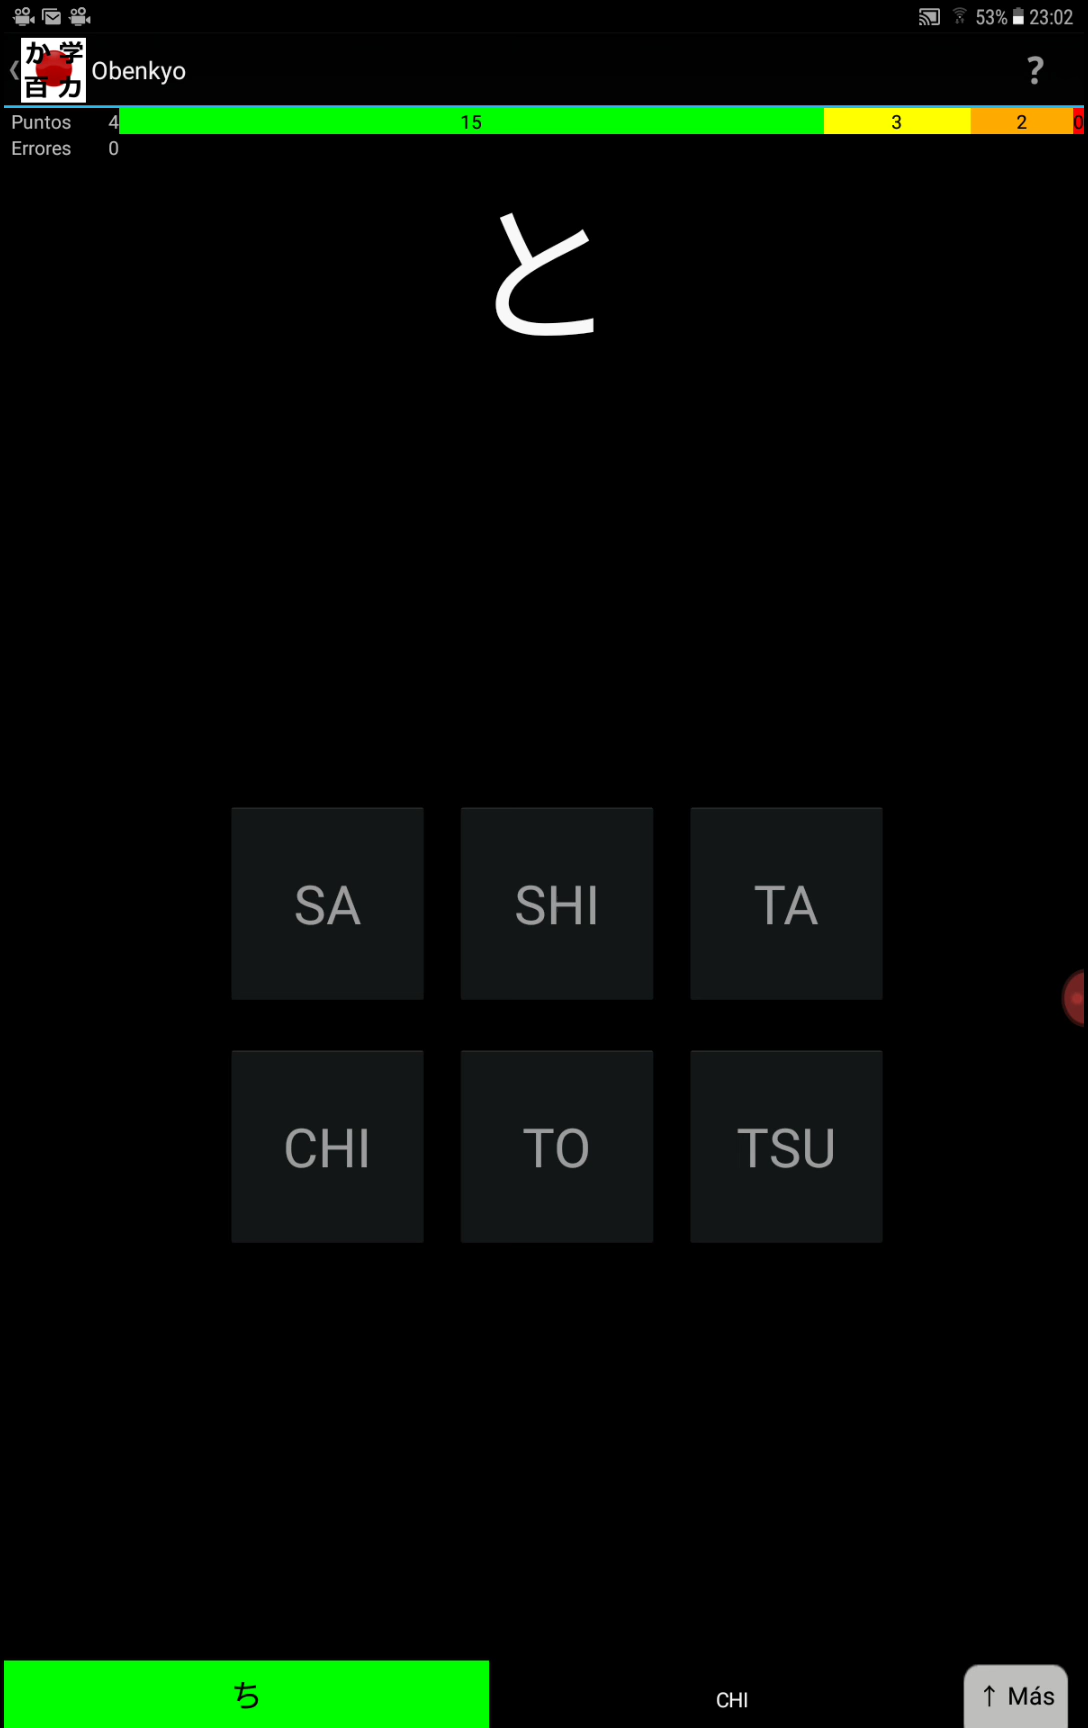 53% 23:02
か学
百力
Obenkyo ?
Puntos 4 15 3 2 0
Errores 0
と
SA SHI TA
CHI TO TSU
ち CHI ↑ Más